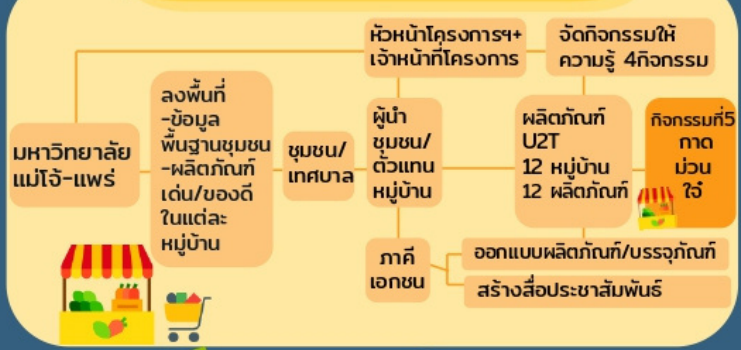 หัวหน้าโครงการฯ+
เจ้าหน้าที่โครงการ
จัดกิจกรรมให้
ความรู้ 4กิจกรรม
มหาวิทยาลัย
แม่โจ้-แพร่
ลงพื้นที่
-ข้อมูล
พื้นฐานชุมชน
-ผลิตภัณฑ์
เด่น/ของดี
ในแต่ละ
หมู่บ้าน
ชุมชน/
เทศบาล
ผู้นำ
ชุมชน/
ตัวแทน
หมู่บ้าน
ผลิตภัณฑ์
U2T
12 หมู่บ้าน
12 ผลิตภัณฑ์
กิจกรรมที่5
กาด
ม่วน
ใจ๋
ภาคี
เอกชน
ออกแบบผลิตภัณฑ์/บรรจุภัณฑ์
สร้างสื่อประชาสัมพันธ์